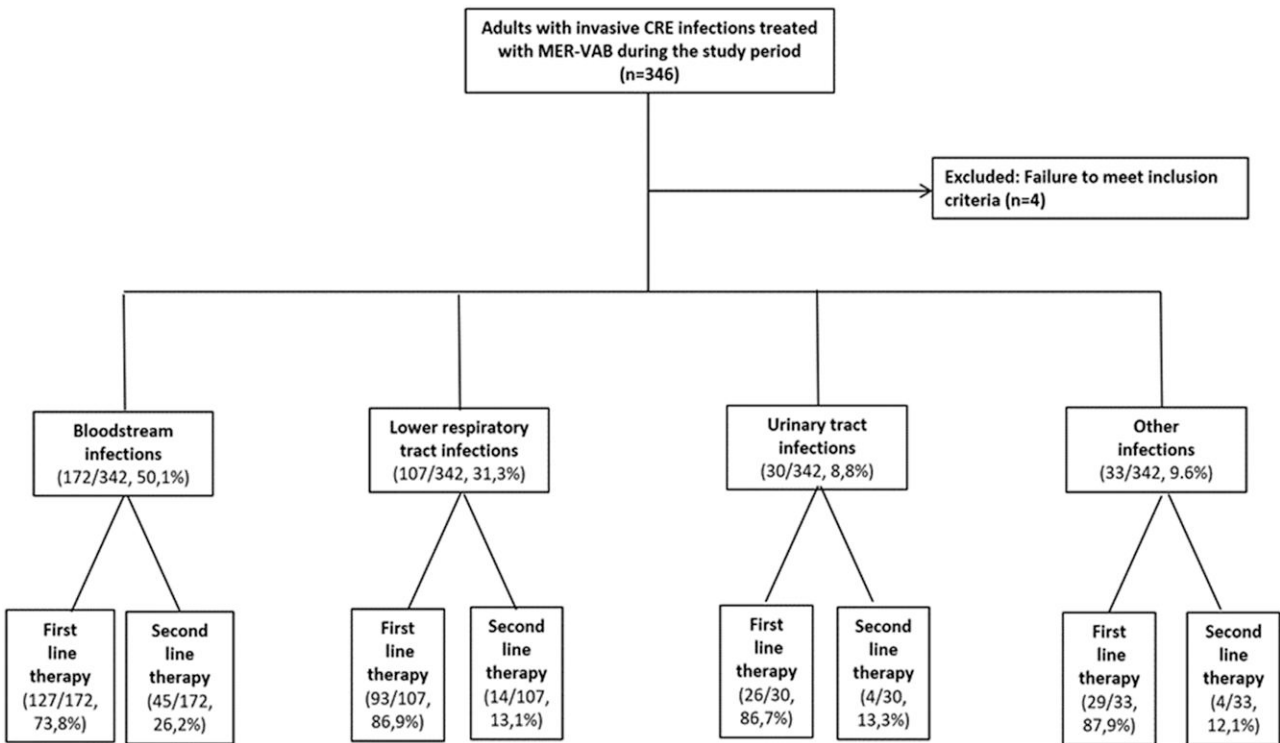 Adults with invasive CRE infections treated
with MER-VAB during the study period
(n=346)
Excluded: Failure to meet inclusion
criteria (n=4)
Bloodstream
infections
(172/342, 50,1%)
Lower respiratory
tract infections
(107/342, 31,3%)
Urinary tract
infections
(30/342, 8,8%)
Other
infections
(33/342, 9.6%)
First
line
therapy
(127/172,
73,8%)
Second
line
therapy
(45/172,
26,2%)
First
line
therapy
(93/107,
86,9%)
Second
line
therapy
(14/107,
13,1%)
First
line
therapy
(26/30,
86,7%)
Second
line
therapy
(4/30,
13,3%)
First
line
therapy
(29/33,
87,9%)
Second
line
therapy
(4/33,
12,1%)